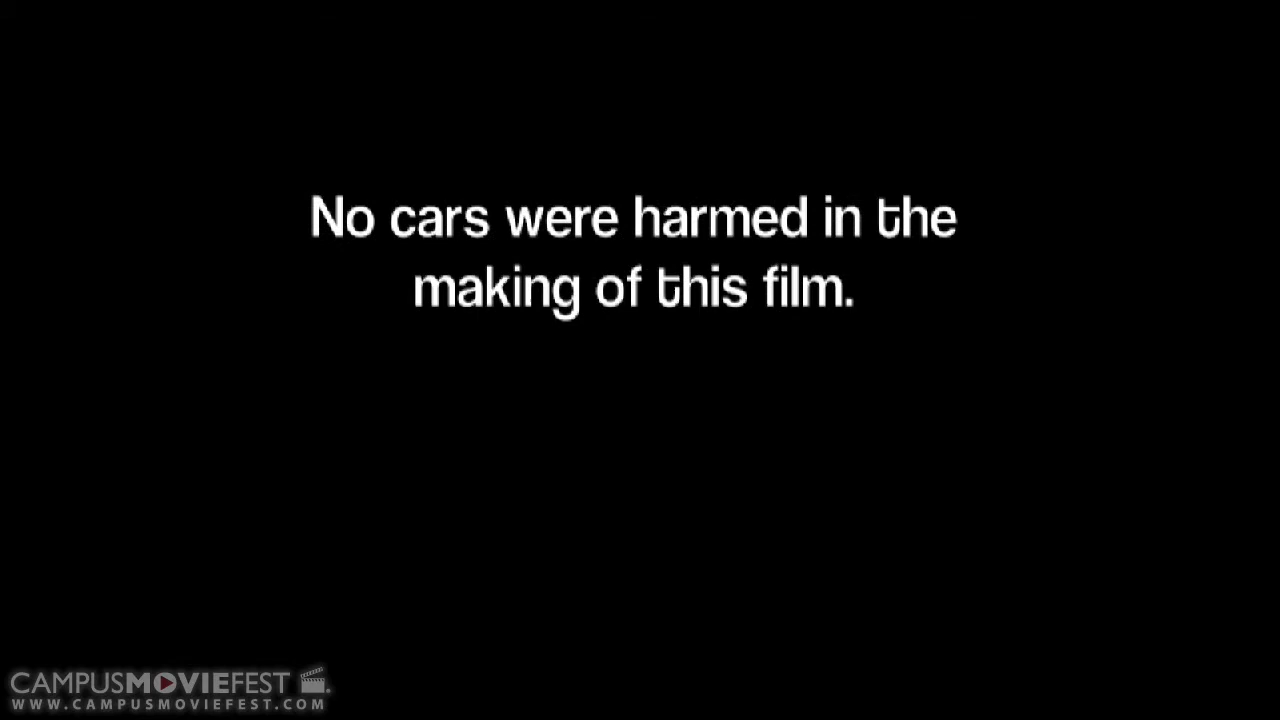 No cars were harmed in the
making of this film.
CAMPUSMOVIEFEST
WWW.CAMPUSMOVIEFEST.COM